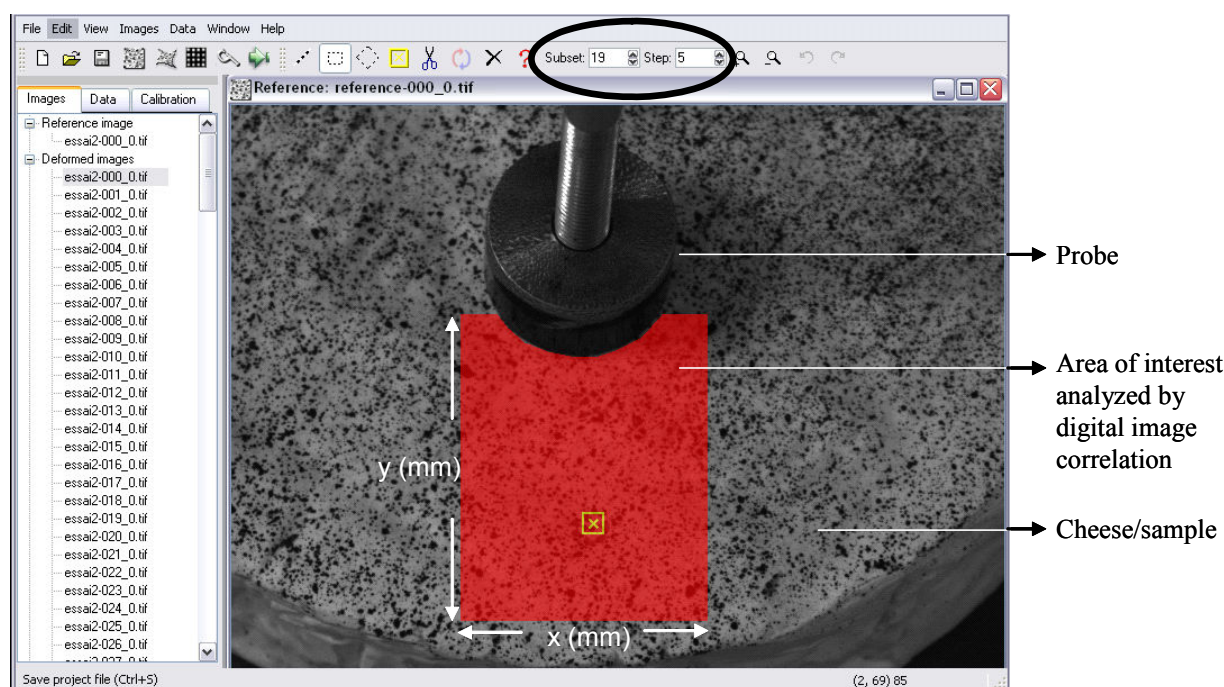 File Edit View Images Data Window Help
Subset: 19 Step: 5
Images Data Calibration
Reference: reference-000_0.tif
Reference image
essai2-000_0.tif
Deformed images
essai2-000_0.tif
essai2-001_0.tif
essai2-002_0.tif
essai2-003_0.tif
essai2-004_0.tif
essai2-005_0.tif
essai2-006_0.tif
essai2-007_0.tif
essai2-008_0.tif
essai2-009_0.tif
essai2-010_0.tif
essai2-011_0.tif
essai2-012_0.tif
essai2-013_0.tif
essai2-014_0.tif
essai2-015_0.tif
essai2-016_0.tif
essai2-017_0.tif
essai2-018_0.tif
essai2-019_0.tif
essai2-020_0.tif
essai2-021_0.tif
essai2-022_0.tif
essai2-023_0.tif
essai2-024_0.tif
essai2-025_0.tif
essai2-026_0.tif
y (mm)
x (mm)
Probe
Area of interest
analyzed by
digital image
correlation
Cheese/sample
Save project file (Ctrl+S)
(2, 69) 85